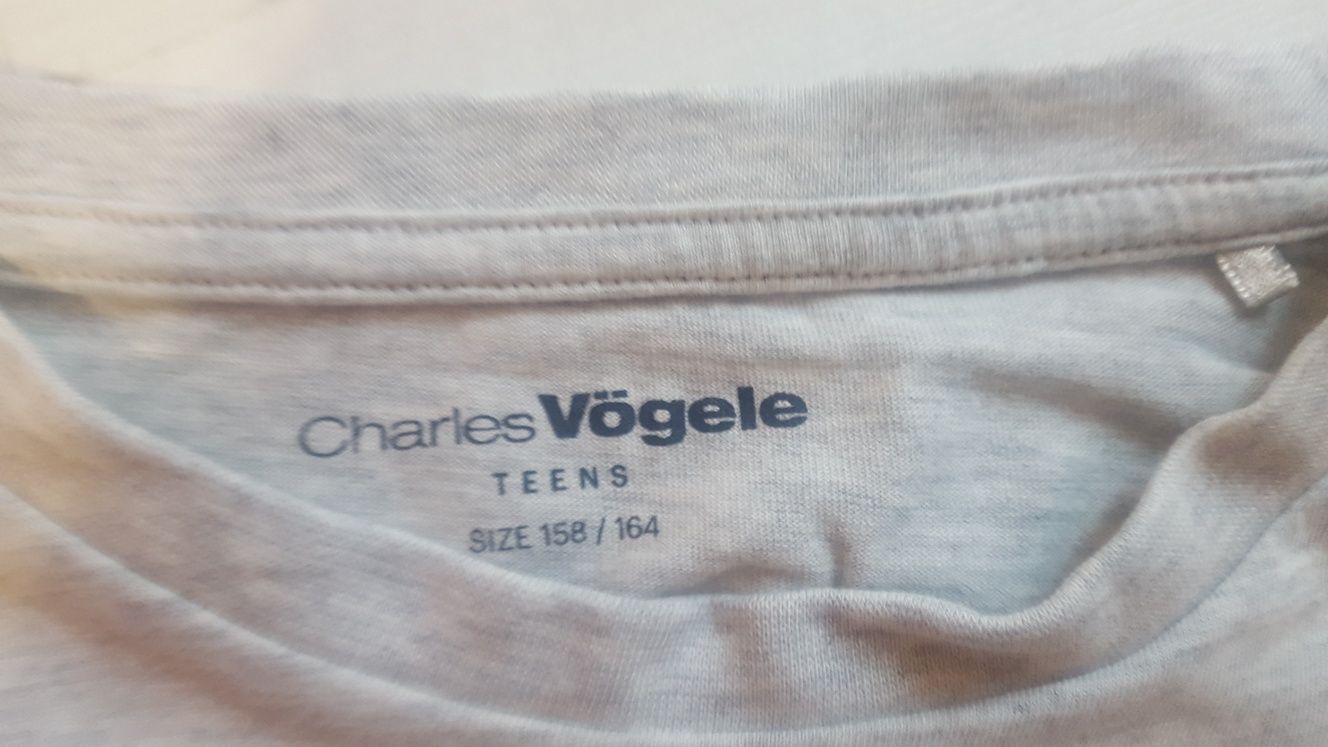 Charles Vögele
TEENS
SIZE 158 / 164